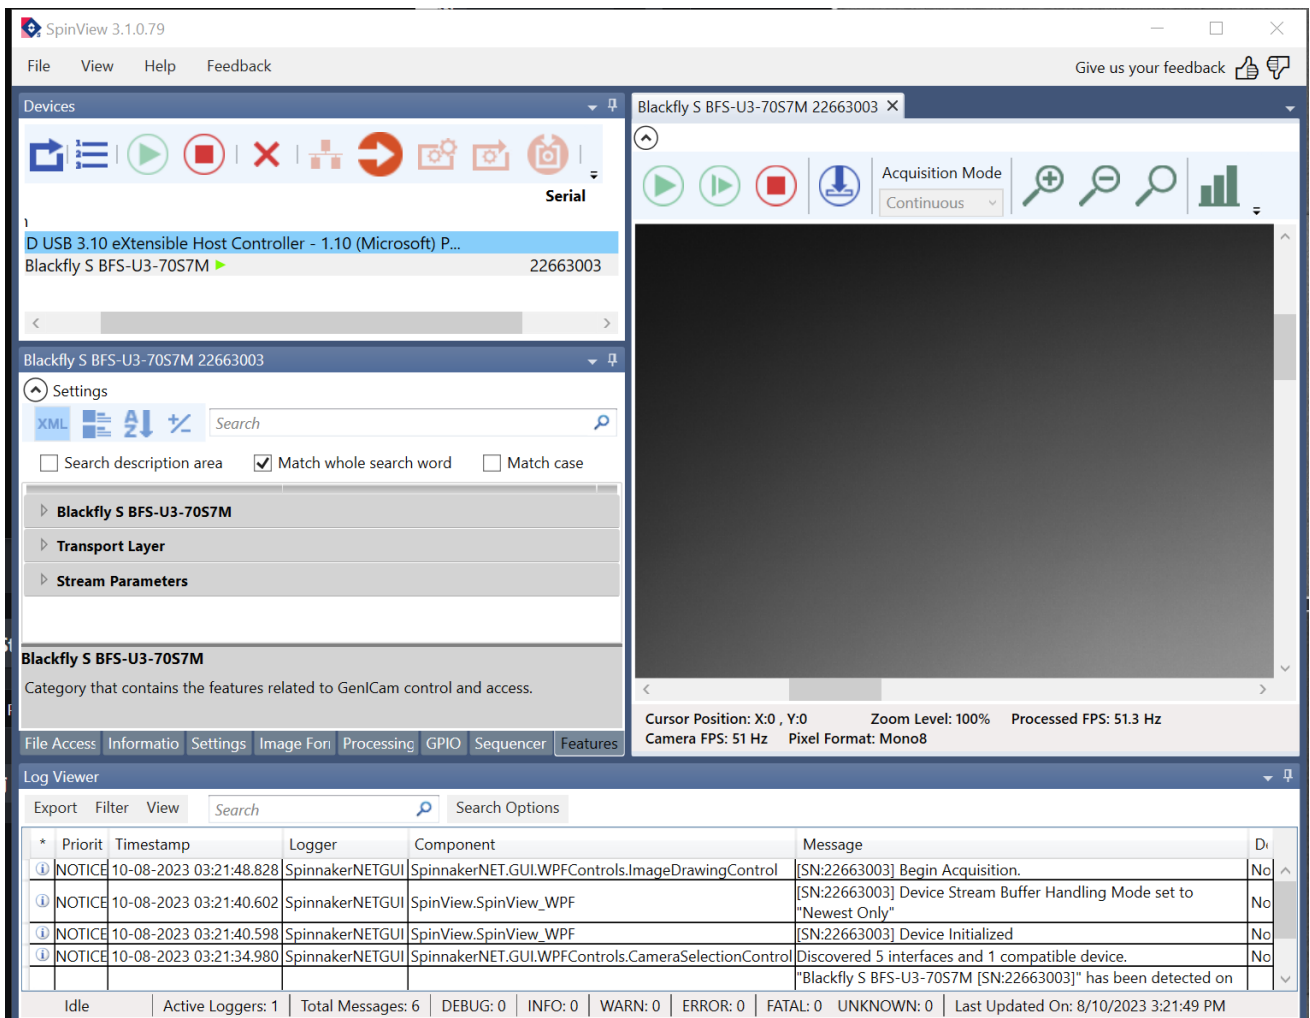 SpinView 3.1.0.79
File View Help Feedback
Give us your feedback
Devices
Serial
D USB 3.10 eXtensible Host Controller - 1.10 (Microsoft) P...
Blackfly S BFS-U3-70S7M 22663003
Blackfly S BFS-U3-70S7M 22663003
Settings
XML
Search
Search description area Match whole search word Match case
Blackfly S BFS-U3-70S7M
Transport Layer
Stream Parameters
Blackfly S BFS-U3-70S7M
Category that contains the features related to GenICam control and access.
File Access Informatio Settings Image Forı Processing GPIO Sequencer Features
Blackfly S BFS-U3-70S7M 22663003
Acquisition Mode
Continuous
Cursor Position: X:0 , Y:0 Zoom Level: 100% Processed FPS: 51.3 Hz
Camera FPS: 51 Hz Pixel Format: Mono8
Log Viewer
Export Filter View Search Search Options
* Priorit Timestamp Logger Component Message
NOTICE 10-08-2023 03:21:48.828 SpinnakerNETGUI SpinnakerNET.GUI.WPFControls.ImageDrawingControl [SN:22663003] Begin Acquisition. No
NOTICE 10-08-2023 03:21:40.602 SpinnakerNETGUI SpinView.SpinView_WPF [SN:22663003] Device Stream Buffer Handling Mode set to
"Newest Only" No
NOTICE 10-08-2023 03:21:40.598 SpinnakerNETGUI SpinView.SpinView_WPF [SN:22663003] Device Initialized No
NOTICE 10-08-2023 03:21:34.980 SpinnakerNETGUI SpinnakerNET.GUI.WPFControls.CameraSelectionControl Discovered 5 interfaces and 1 compatible device. No
"Blackfly S BFS-U3-70S7M [SN:22663003]" has been detected on
Idle Active Loggers: 1 Total Messages: 6 DEBUG: 0 INFO: 0 WARN: 0 ERROR: 0 FATAL: 0 UNKNOWN: 0 Last Updated On: 8/10/2023 3:21:49 PM